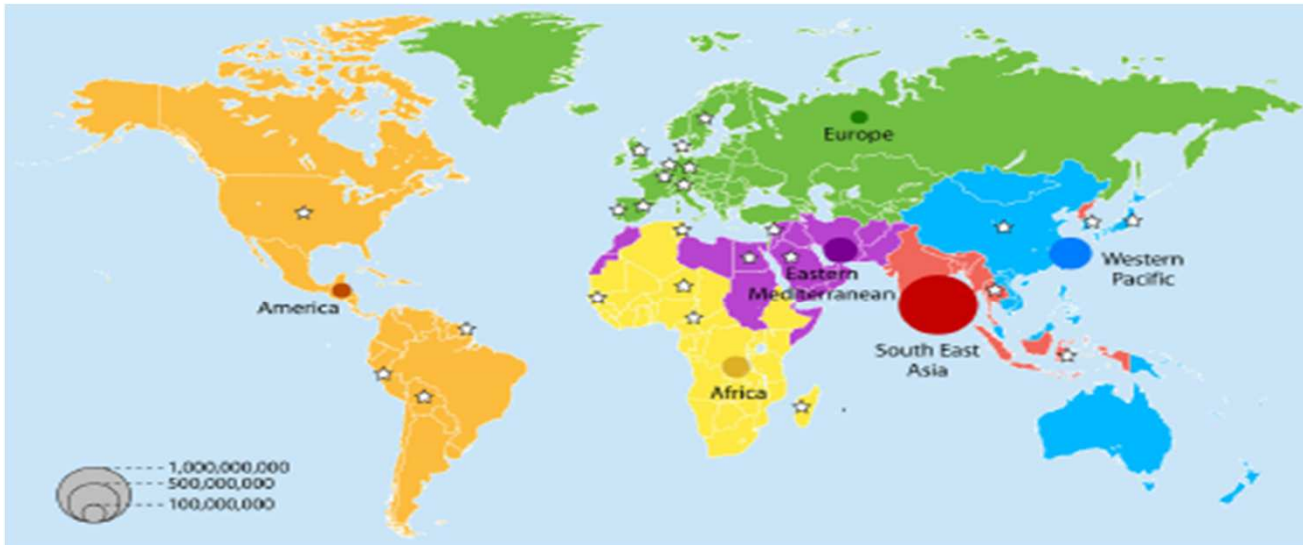 Europe
Western
Pacific
Eastern
Mediterranean
America
South East
Asia
Africa
1,000,000,000
500,000,000
100,000,000